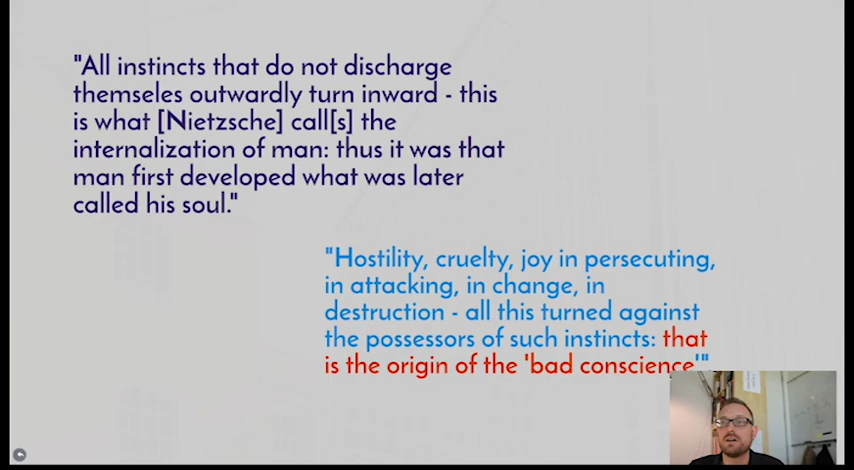 "All instincts that do not discharge
themseles outwardly turn inward - this
is what [Nietzsche] call[s] the
internalization of man: thus it was that
man first developed what was later
called his soul."
"Hostility, cruelty, joy in persecuting,
in attacking, in change, in
destruction - all this turned against
the possessors of such instincts: that
is the origin of the 'bad conscience'"